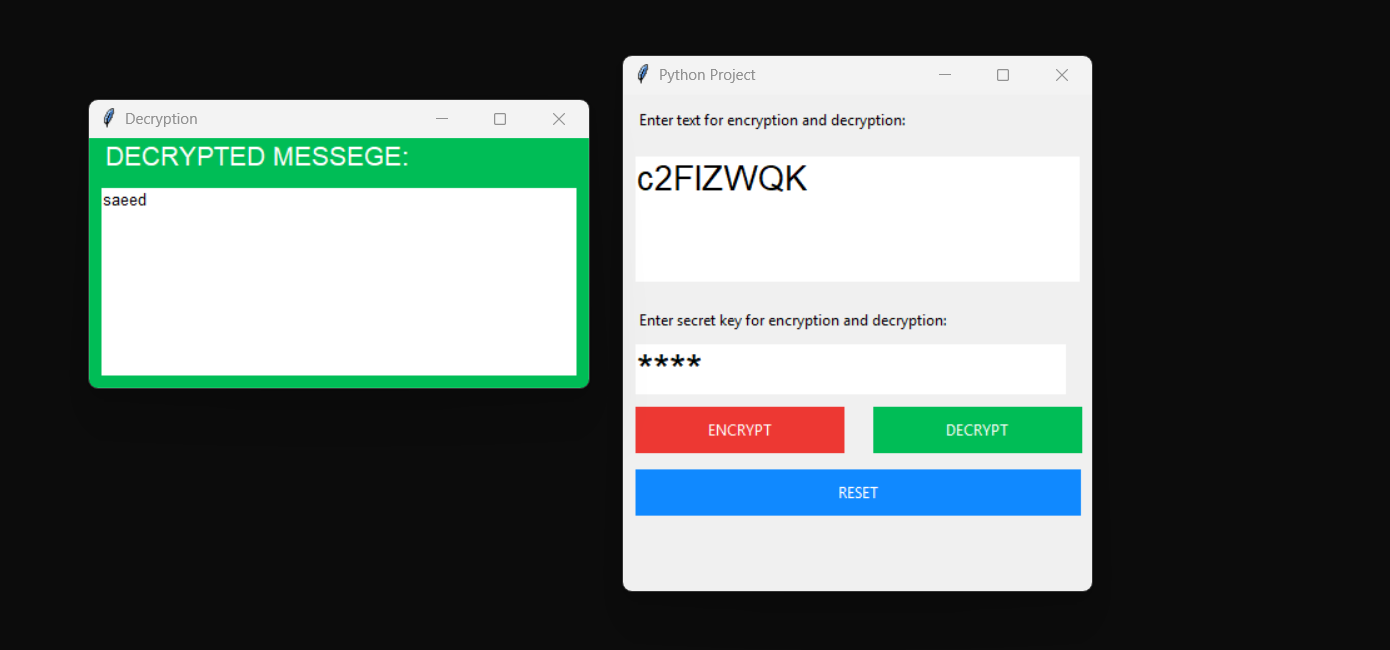 Decryption
DECRYPTED MESSEGE:
saeed
Python Project
Enter text for encryption and decryption:
c2FlZWQK
Enter secret key for encryption and decryption:
****
ENCRYPT
DECRYPT
RESET